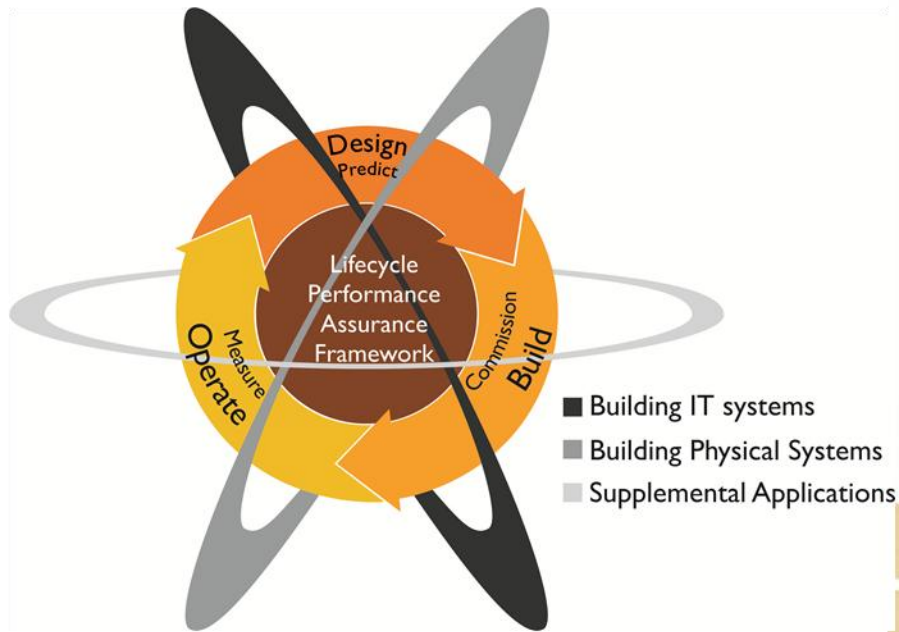 Design
Predict
Lifecycle
Performance
Assurance
Framework
Commission
Build
Measure
Operate
Building IT systems
Building Physical Systems
Supplemental Applications